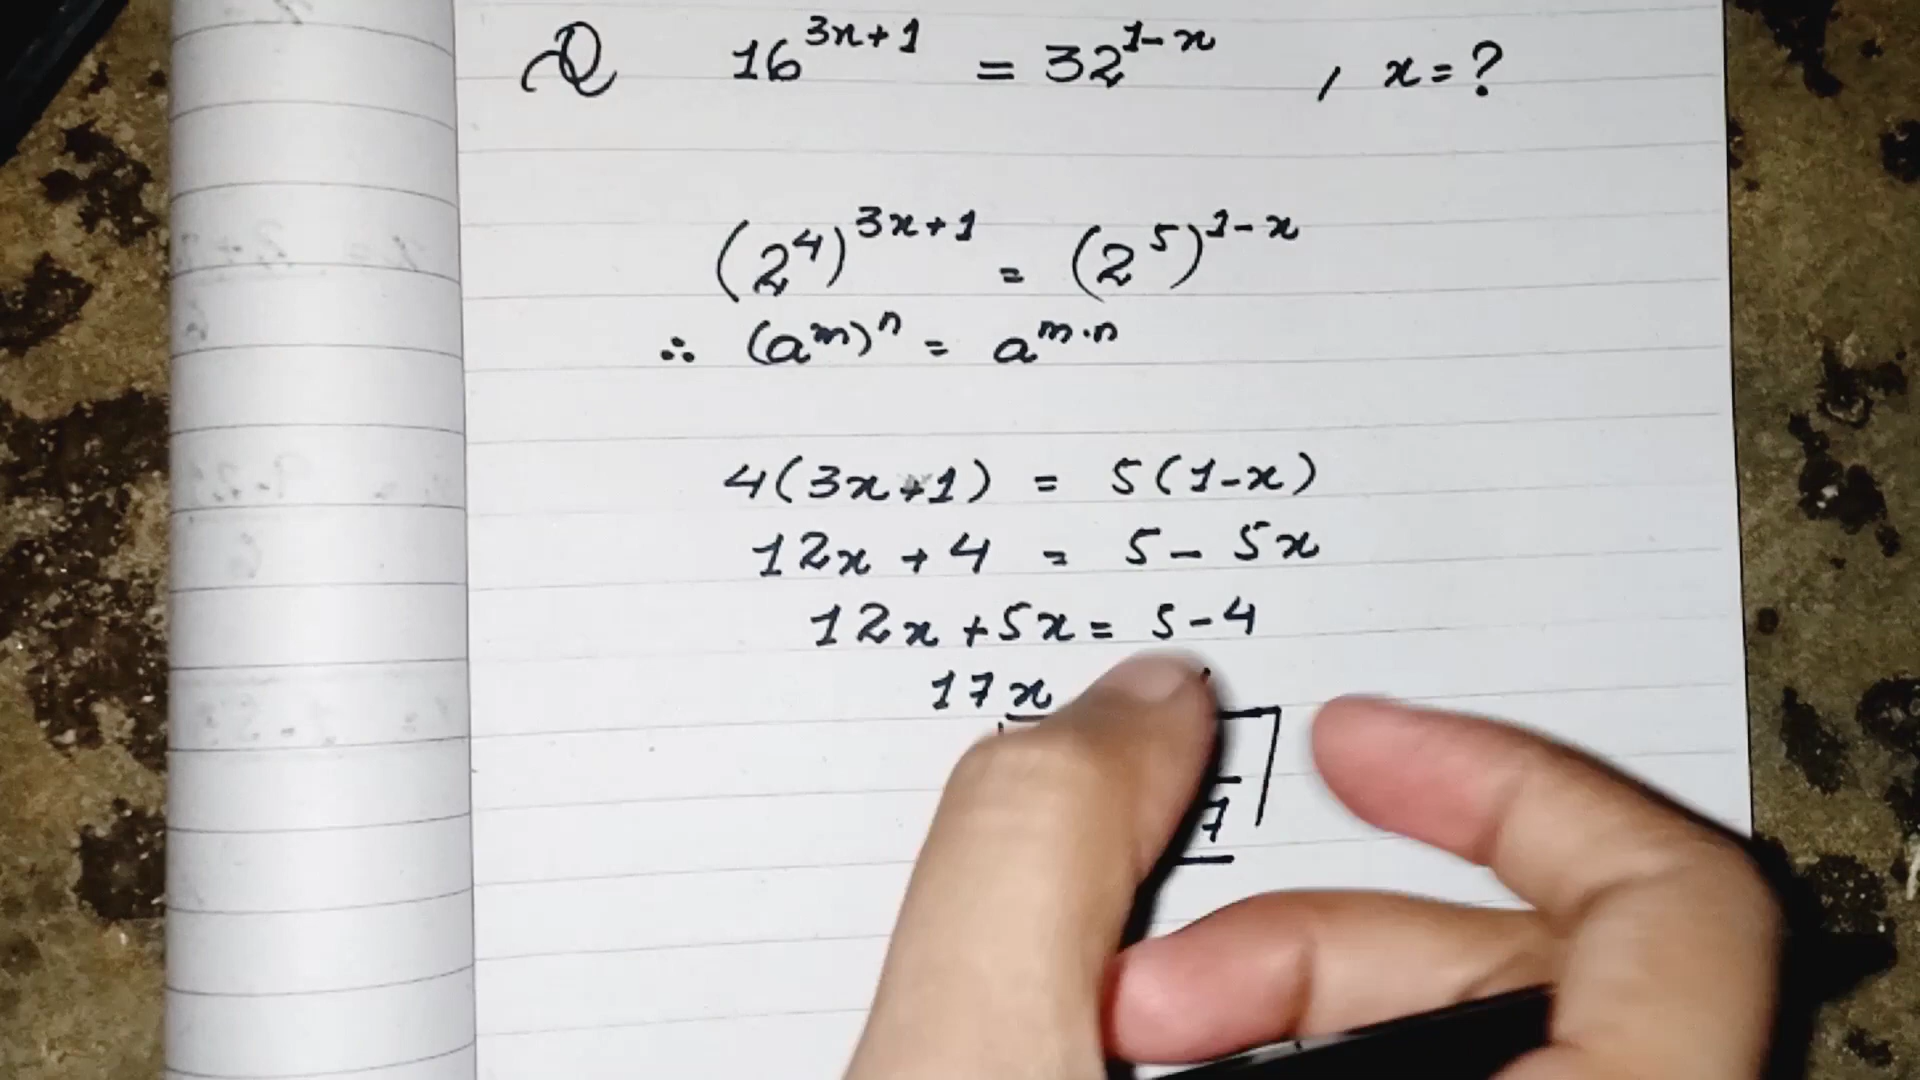 Q 16^(3x+1) = 32^(1-x) , x = ?
(2^4)^(3x+1) = (2^5)^(1-x)
∴ (a^m)^n = a^(m·n)
4(3x+1) = 5(1-x)
12x + 4 = 5 - 5x
12x + 5x = 5 - 4
17x
7